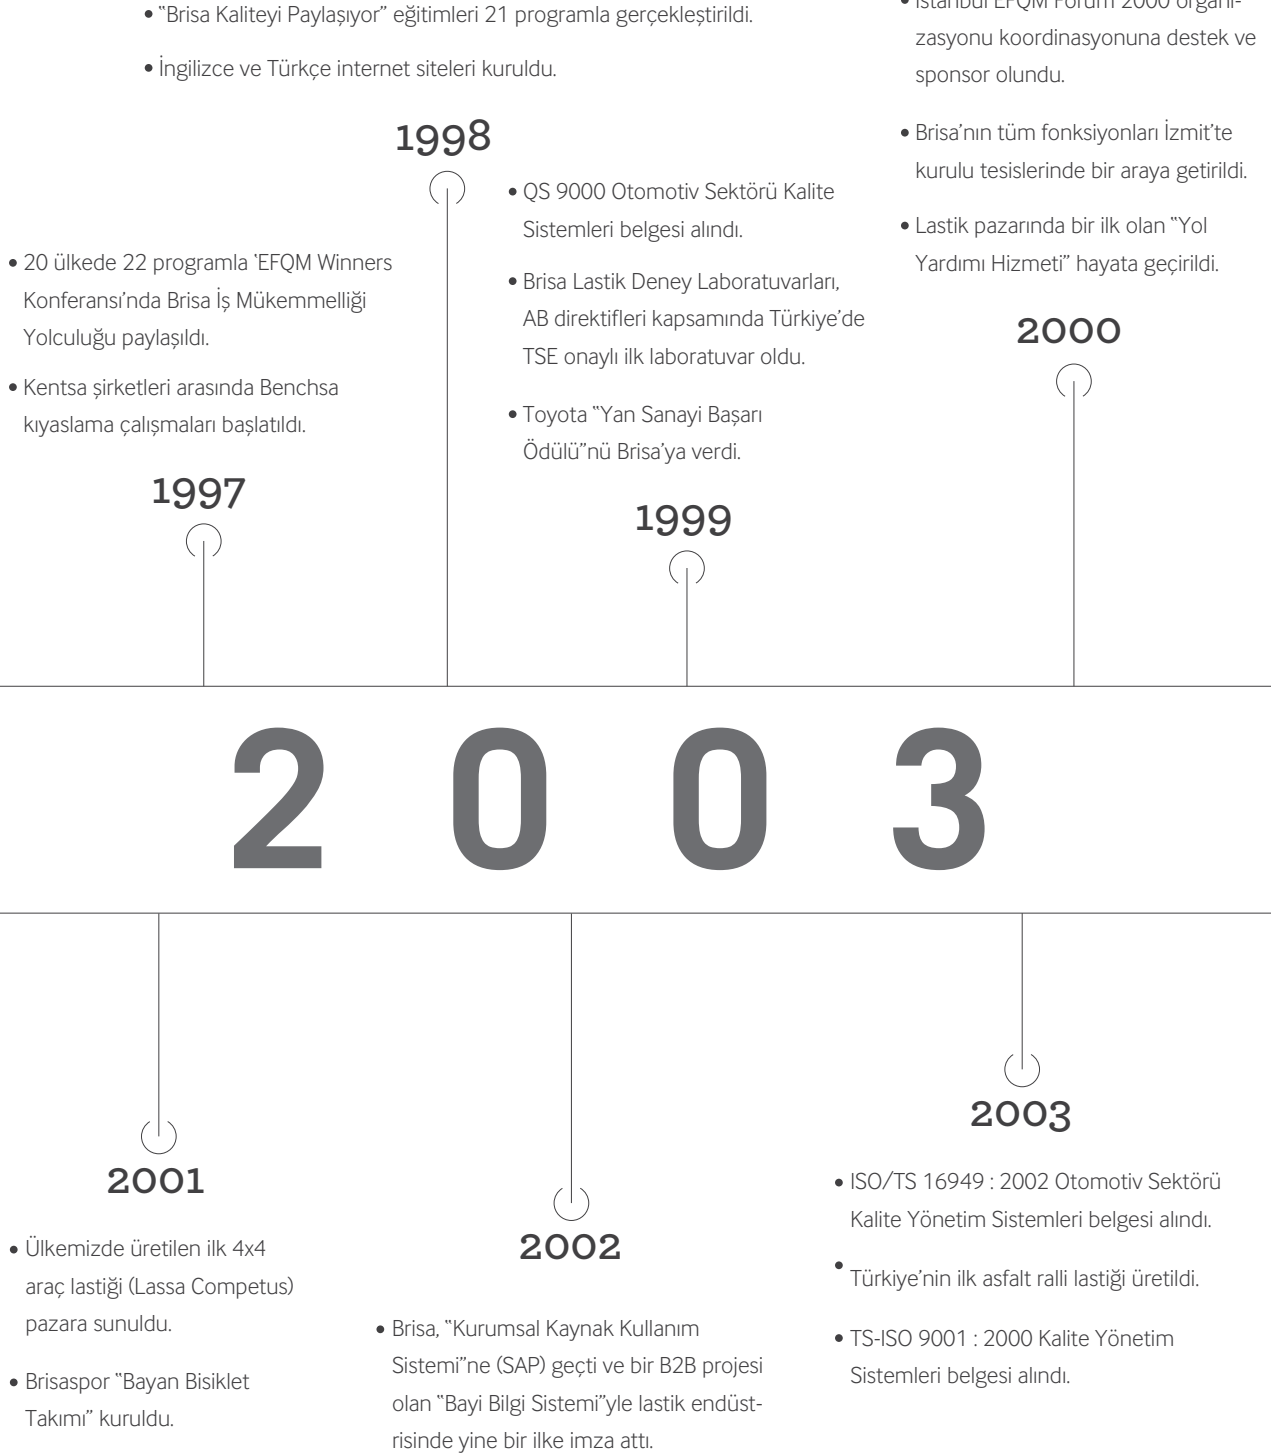 • "Brisa Kaliteyi Paylaşıyor" eğitimleri 21 programla gerçekleştirildi.
• İngilizce ve Türkçe internet siteleri kuruldu.
1998
• 20 ülkede 22 programla 'EFQM Winners
Konferansı'nda Brisa İş Mükemmelliği
Yolculuğu paylaşıldı.
• Kentsa şirketleri arasında Benchsa
kıyaslama çalışmaları başlatıldı.
1997
• QS 9000 Otomotiv Sektörü Kalite
Sistemleri belgesi alındı.
• Brisa Lastik Deney Laboratuvarları,
AB direktifleri kapsamında Türkiye'de
TSE onaylı ilk laboratuvar oldu.
• Toyota "Yan Sanayi Başarı
Ödülü"nü Brisa'ya verdi.
1999
• İstanbul EFQM Forum 2000 organi-
zasyonu koordinasyonuna destek ve
sponsor olundu.
• Brisa'nın tüm fonksiyonları İzmit'te
kurulu tesislerinde bir araya getirildi.
• Lastik pazarında bir ilk olan "Yol
Yardımı Hizmeti" hayata geçirildi.
2000
2003
2001
• Ülkemizde üretilen ilk 4x4
araç lastiği (Lassa Competus)
pazara sunuldu.
• Brisaspor "Bayan Bisiklet
Takımı" kuruldu.
2002
• Brisa, "Kurumsal Kaynak Kullanım
Sistemi"ne (SAP) geçti ve bir B2B projesi
olan "Bayi Bilgi Sistemi"yle lastik endüst-
risinde yine bir ilke imza attı.
2003
• ISO/TS 16949 : 2002 Otomotiv Sektörü
Kalite Yönetim Sistemleri belgesi alındı.
• Türkiye'nin ilk asfalt ralli lastiği üretildi.
• TS-ISO 9001 : 2000 Kalite Yönetim
Sistemleri belgesi alındı.